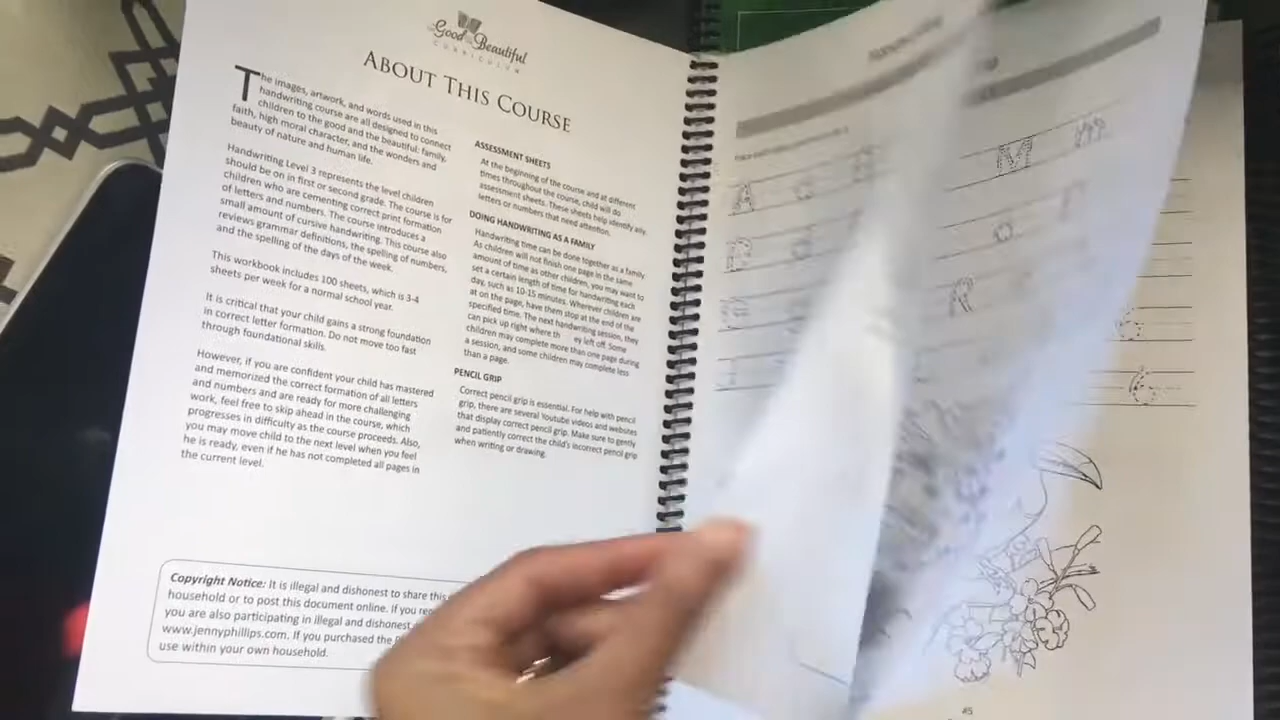 Good Beautiful
CURRICULUM
ABOUT THIS COURSE
The images, artwork, and words used in this
handwriting course are all designed to connect
children to the good and the beautiful: family,
faith, high moral character, and the wonders and
beauty of nature and human life.
Handwriting Level 3 represents the level children
should be on in first or second grade. The course is for
children who are cementing correct print formation
of letters and numbers. The course introduces a
small amount of cursive handwriting. This course also
reviews grammar definitions, the spelling of numbers,
and the spelling of the days of the week.
This workbook includes 100 sheets, which is 3-4
sheets per week for a normal school year.
It is critical that your child gains a strong foundation
in correct letter formation. Do not move too fast
through foundational skills.
However, if you are confident your child has mastered
and memorized the correct formation of all letters
and numbers and are ready for more challenging
work, feel free to skip ahead in the course, which
progresses in difficulty as the course proceeds. Also,
you may move child to the next level when you feel
he is ready, even if he has not completed all pages in
the current level.
ASSESSMENT SHEETS
At the beginning of the course and at different
times throughout the course, child will do
assessment sheets. These sheets help identify any
letters or numbers that need attention.
DOING HANDWRITING AS A FAMILY
Handwriting time can be done together as a family.
As children will not finish one page in the same
amount of time as other children, you may want to
set a certain length of time for handwriting each
day, such as 10-15 minutes. Wherever children are
at on the page, have them stop at the end of the
specified time. The next handwriting session, they
can pick up right where th ey left off. Some
children may complete more than one page during
a session, and some children may complete less
than a page.
PENCIL GRIP
Correct pencil grip is essential. For help with pencil
grip, there are several Youtube videos and websites
that display correct pencil grip. Make sure to gently
and patiently correct the child's incorrect pencil grip
when writing or drawing.
Copyright Notice: It is illegal and dishonest to share this
household or to post this document online. If you
you are also participating in illegal and dishonest
www.jennyphillips.com. If you purchased the
use within your own household.
A a
M m
R
45